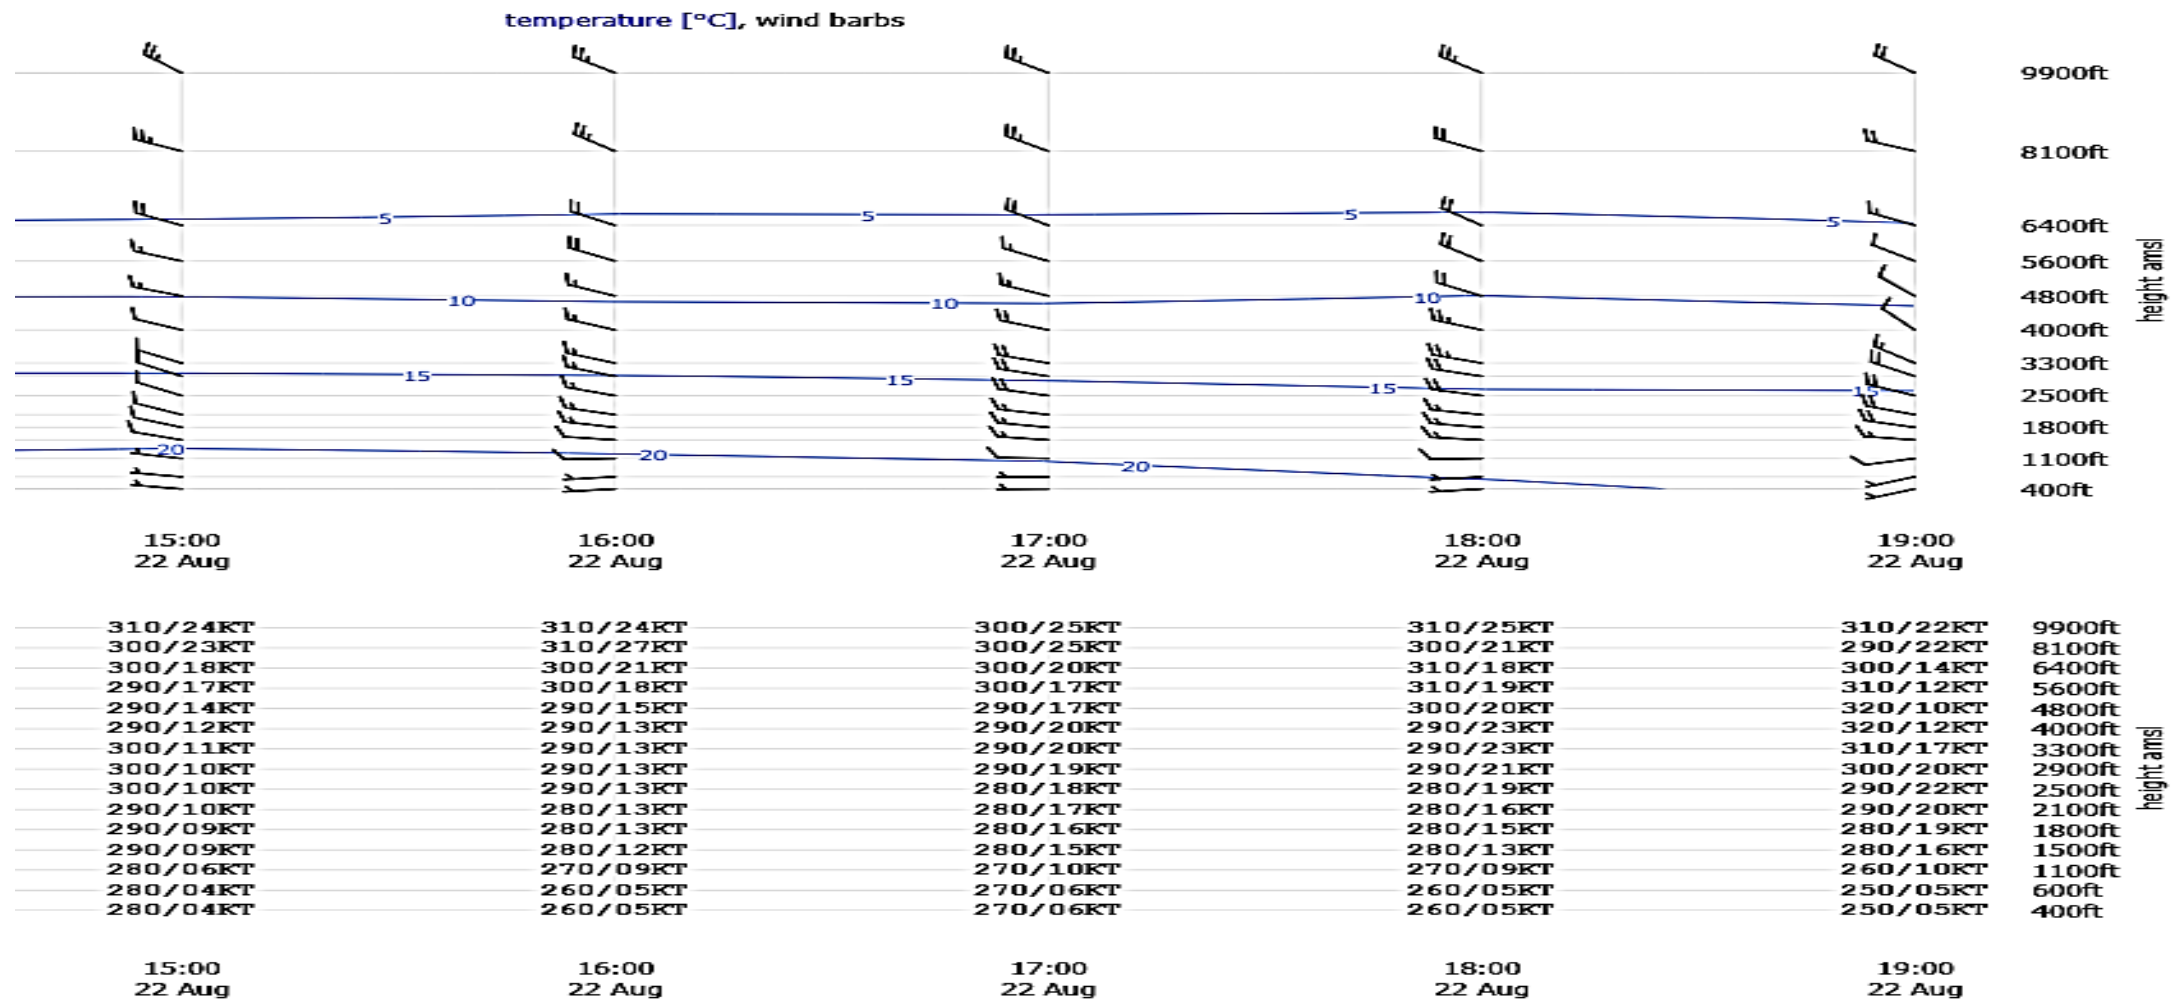 temperature [°C], wind barbs
9900ft
8100ft
5 5 5 5 6400ft
5600ft
10 10 10 4800ft
4000ft
3300ft
15 15 15 15 2500ft
1800ft
20 20 20 1100ft
400ft
height amsl
15:00 16:00 17:00 18:00 19:00
22 Aug 22 Aug 22 Aug 22 Aug 22 Aug
310/24KT 310/24KT 300/25KT 310/25KT 310/22KT 9900ft
300/23KT 310/27KT 300/25KT 300/21KT 290/22KT 8100ft
300/18KT 300/21KT 300/20KT 310/18KT 300/14KT 6400ft
290/17KT 300/18KT 300/17KT 310/19KT 310/12KT 5600ft
290/14KT 290/15KT 290/17KT 300/20KT 320/10KT 4800ft
290/12KT 290/13KT 290/20KT 290/23KT 320/12KT 4000ft
300/11KT 290/13KT 290/20KT 290/23KT 310/17KT 3300ft
300/10KT 290/13KT 290/19KT 290/21KT 300/20KT 2900ft
300/10KT 290/13KT 280/18KT 280/19KT 290/22KT 2500ft
290/10KT 280/13KT 280/17KT 280/16KT 290/20KT 2100ft
290/09KT 280/13KT 280/16KT 280/15KT 280/19KT 1800ft
290/09KT 280/12KT 280/15KT 280/13KT 280/16KT 1500ft
280/06KT 270/09KT 270/10KT 270/09KT 260/10KT 1100ft
280/04KT 260/05KT 270/06KT 260/05KT 250/05KT 600ft
280/04KT 260/05KT 270/06KT 260/05KT 250/05KT 400ft
height amsl
15:00 16:00 17:00 18:00 19:00
22 Aug 22 Aug 22 Aug 22 Aug 22 Aug